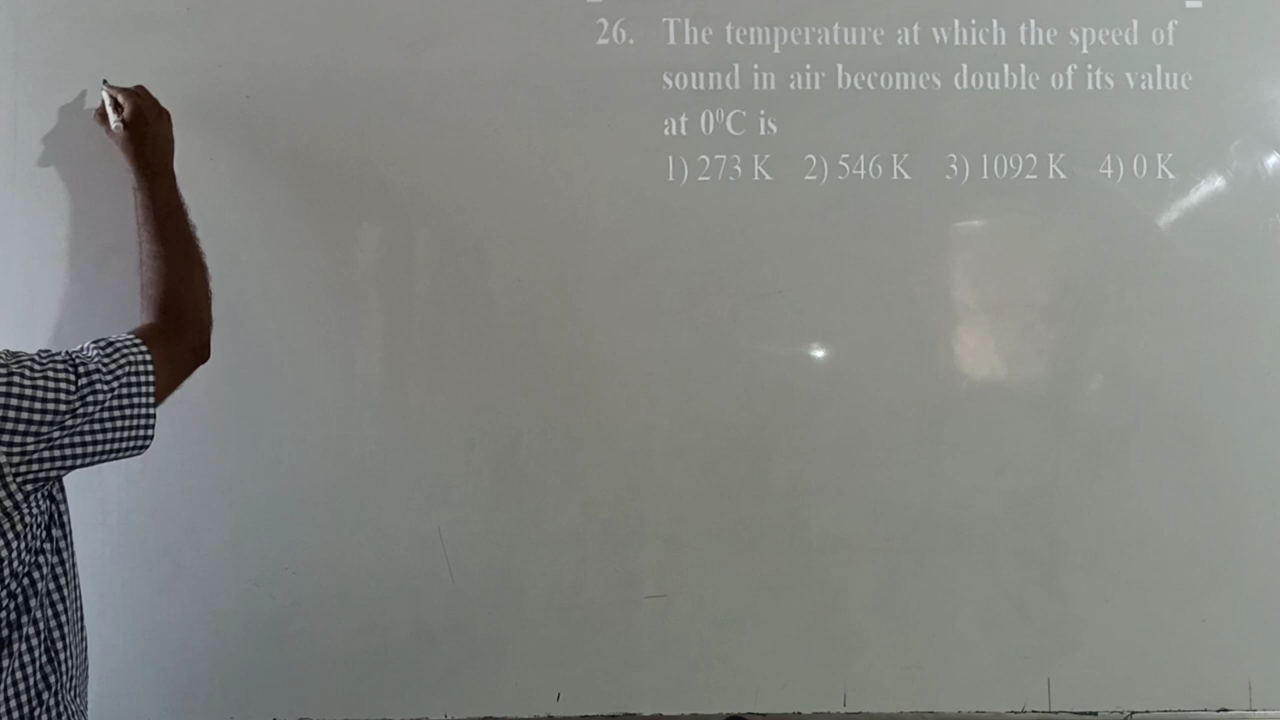 26. The temperature at which the speed of
sound in air becomes double of its value
at 0⁰C is
1) 273 K 2) 546 K 3) 1092 K 4) 0 K